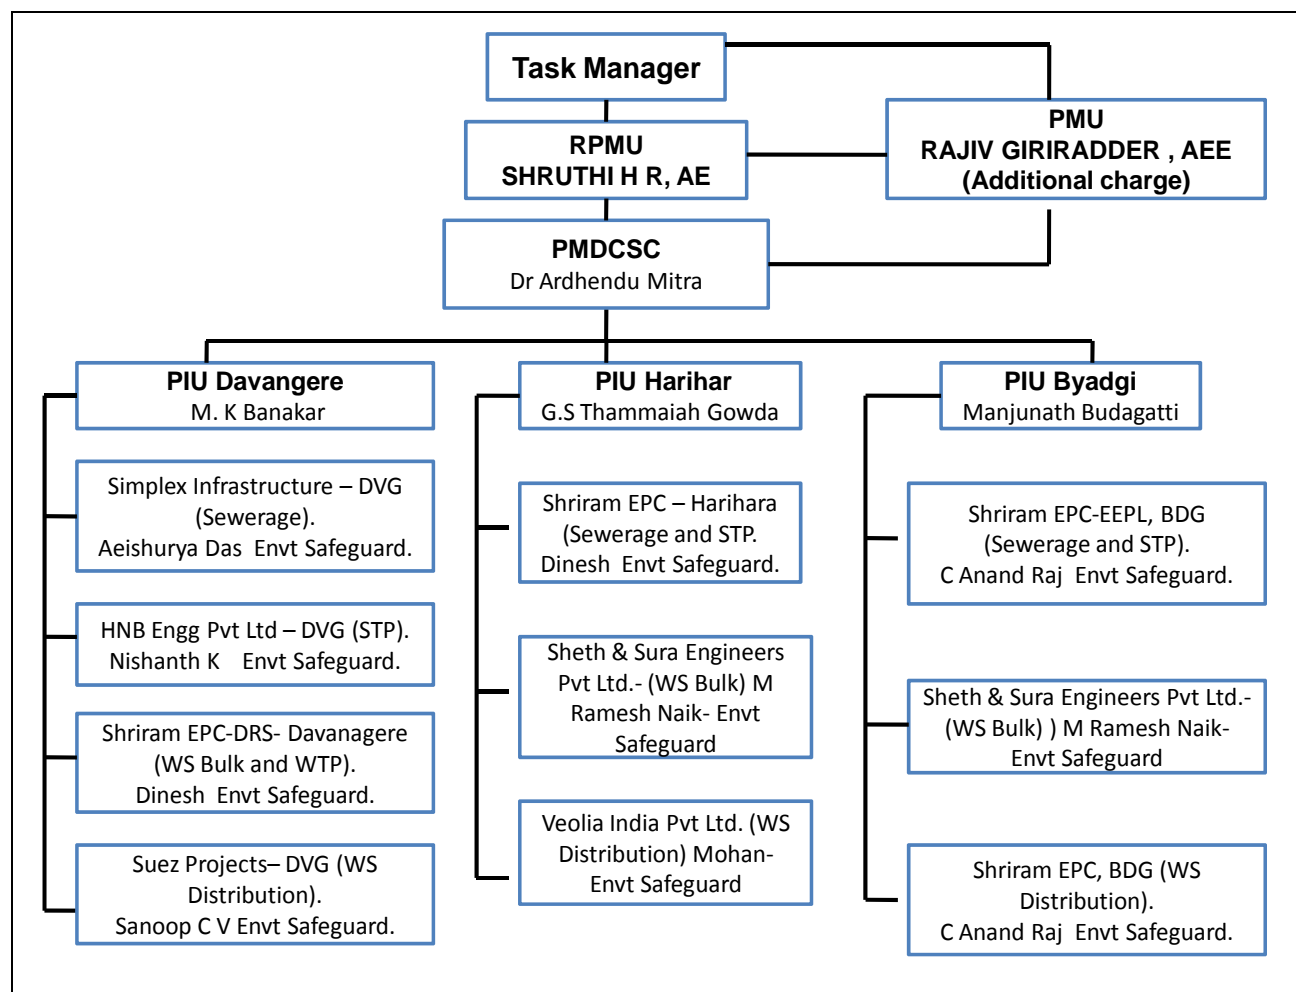 Task Manager
RPMU
SHRUTHI H R, AE
PMU
RAJIV GIRIRADDER , AEE
(Additional charge)
PMDCSC
Dr Ardhendu Mitra
PIU Davangere
M. K Banakar
Simplex Infrastructure – DVG
(Sewerage).
Aeishurya Das  Envt Safeguard.
HNB Engg Pvt Ltd – DVG (STP).
Nishanth K    Envt Safeguard.
Shriram EPC-DRS- Davanagere
(WS Bulk and WTP).
Dinesh  Envt Safeguard.
Suez Projects– DVG (WS
Distribution).
Sanoop C V Envt Safeguard.
PIU Harihar
G.S Thammaiah Gowda
Shriram EPC – Harihara
(Sewerage and STP.
Dinesh  Envt Safeguard.
Sheth & Sura Engineers
Pvt Ltd.- (WS Bulk) M
Ramesh Naik- Envt
Safeguard
Veolia India Pvt Ltd. (WS
Distribution) Mohan-
Envt Safeguard
PIU Byadgi
Manjunath Budagatti
Shriram EPC-EEPL, BDG
(Sewerage and STP).
C Anand Raj  Envt Safeguard.
Sheth & Sura Engineers Pvt Ltd.-
(WS Bulk) ) M Ramesh Naik-
Envt Safeguard
Shriram EPC, BDG (WS
Distribution).
C Anand Raj  Envt Safeguard.